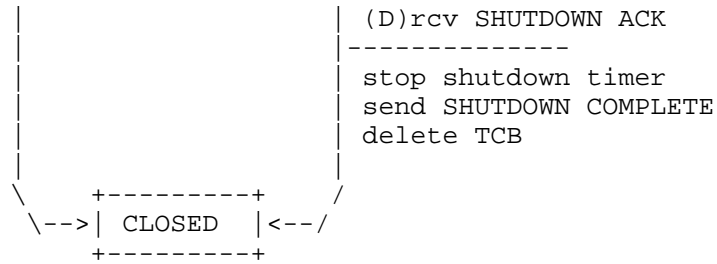 |                    | (D)rcv SHUTDOWN ACK
|                    |--------------
|                    | stop shutdown timer
|                    | send SHUTDOWN COMPLETE
|                    | delete TCB
|                    |
\    +---------+    /
 \-->| CLOSED  |<--/
     +---------+